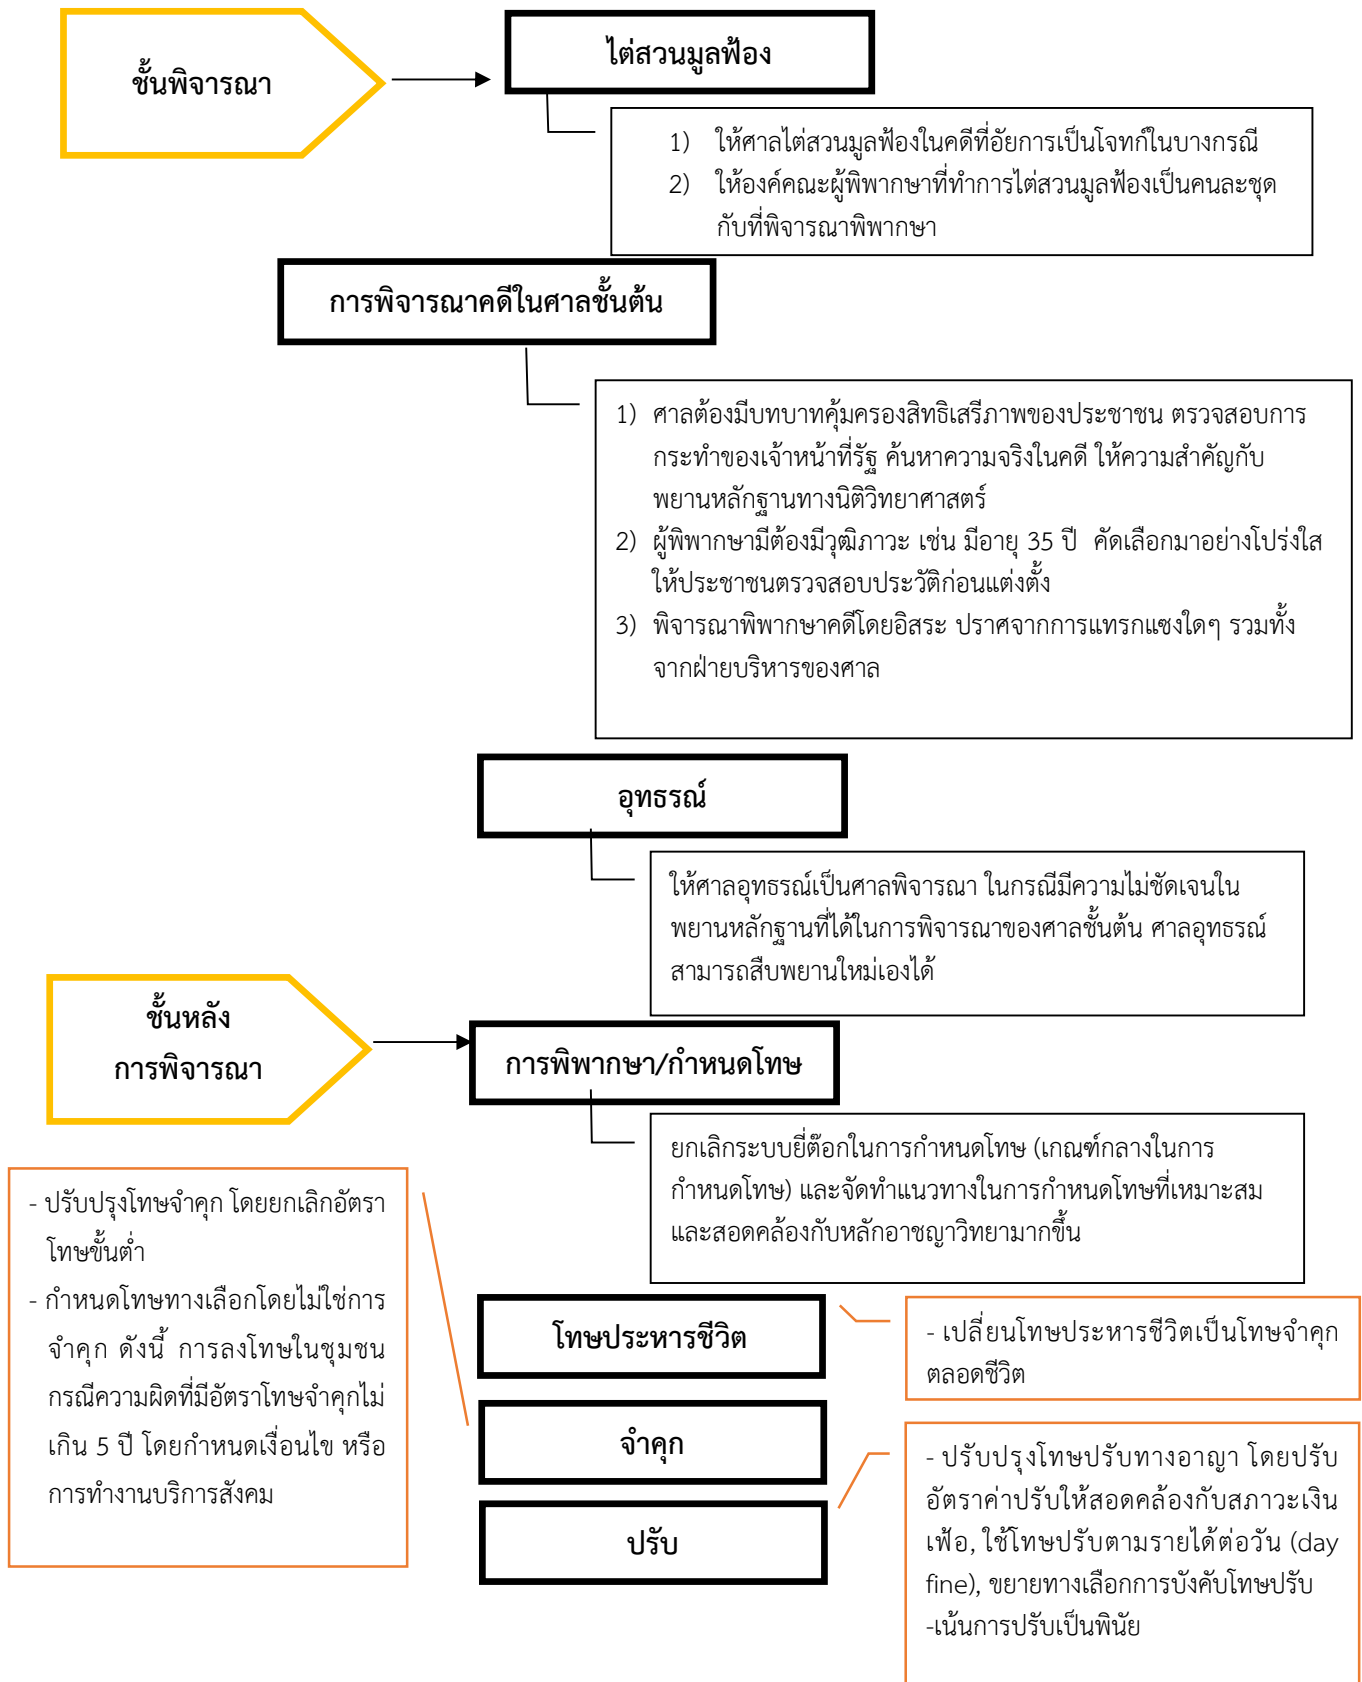 ชั้นพิจารณา
ไต่สวนมูลฟ้อง
1) ให้ศาลไต่สวนมูลฟ้องในคดีที่อัยการเป็นโจทก์ในบางกรณี
2) ให้องค์คณะผู้พิพากษาที่ทำการไต่สวนมูลฟ้องเป็นคนละชุด
กับที่พิจารณาพิพากษา
การพิจารณาคดีในศาลชั้นต้น
1) ศาลต้องมีบทบาทคุ้มครองสิทธิเสรีภาพของประชาชน ตรวจสอบการ
กระทำของเจ้าหน้าที่รัฐ ค้นหาความจริงในคดี ให้ความสำคัญกับ
พยานหลักฐานทางนิติวิทยาศาสตร์
2) ผู้พิพากษามีต้องมีวุฒิภาวะ เช่น มีอายุ 35 ปี คัดเลือกมาอย่างโปร่งใส
ให้ประชาชนตรวจสอบประวัติก่อนแต่งตั้ง
3) พิจารณาพิพากษาคดีโดยอิสระ ปราศจากการแทรกแซงใดๆ รวมทั้ง
จากฝ่ายบริหารของศาล
อุทธรณ์
ให้ศาลอุทธรณ์เป็นศาลพิจารณา ในกรณีมีความไม่ชัดเจนใน
พยานหลักฐานที่ได้ในการพิจารณาของศาลชั้นต้น ศาลอุทธรณ์
สามารถสืบพยานใหม่เองได้
ชั้นหลัง
การพิจารณา
การพิพากษา/กำหนดโทษ
ยกเลิกระบบยี่ต๊อกในการกำหนดโทษ (เกณฑ์กลางในการ
กำหนดโทษ) และจัดทำแนวทางในการกำหนดโทษที่เหมาะสม
และสอดคล้องกับหลักอาชญาวิทยามากขึ้น
- ปรับปรุงโทษจำคุก โดยยกเลิกอัตรา
โทษขั้นต่ำ
- กำหนดโทษทางเลือกโดยไม่ใช่การ
จำคุก ดังนี้ การลงโทษในชุมชน
กรณีความผิดที่มีอัตราโทษจำคุกไม่
เกิน 5 ปี โดยกำหนดเงื่อนไข หรือ
การทำงานบริการสังคม
โทษประหารชีวิต
- เปลี่ยนโทษประหารชีวิตเป็นโทษจำคุก
ตลอดชีวิต
จำคุก
ปรับ
- ปรับปรุงโทษปรับทางอาญา โดยปรับ
อัตราค่าปรับให้สอดคล้องกับสภาวะเงิน
เฟ้อ, ใช้โทษปรับตามรายได้ต่อวัน (day
fine), ขยายทางเลือกการบังคับโทษปรับ
-เน้นการปรับเป็นพินัย